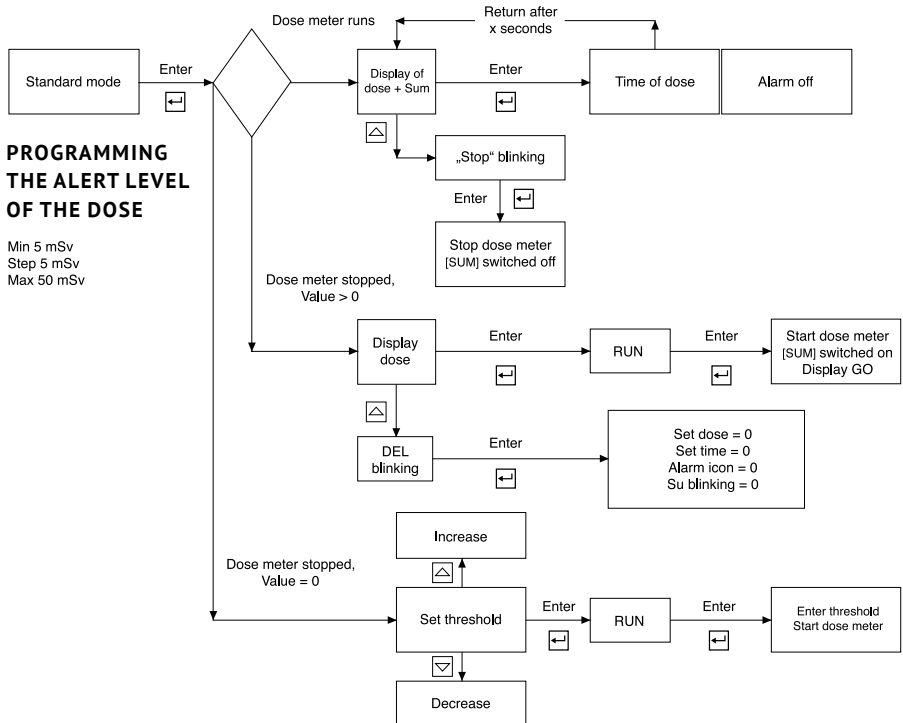 Dose meter runs
Return after
x seconds
Standard mode
Enter
Display of
dose + Sum
Enter
Time of dose
Alarm off
PROGRAMMING
THE ALERT LEVEL
OF THE DOSE
Min 5 mSv
Step 5 mSv
Max 50 mSv
„Stop“ blinking
Enter
Stop dose meter
[SUM] switched off
Dose meter stopped,
Value > 0
Display
dose
Enter
RUN
Enter
Start dose meter
[SUM] switched on
Display GO
DEL
blinking
Enter
Set dose = 0
Set time = 0
Alarm icon = 0
Su blinking = 0
Dose meter stopped,
Value = 0
Increase
Set threshold
Enter
RUN
Enter
Enter threshold
Start dose meter
Decrease